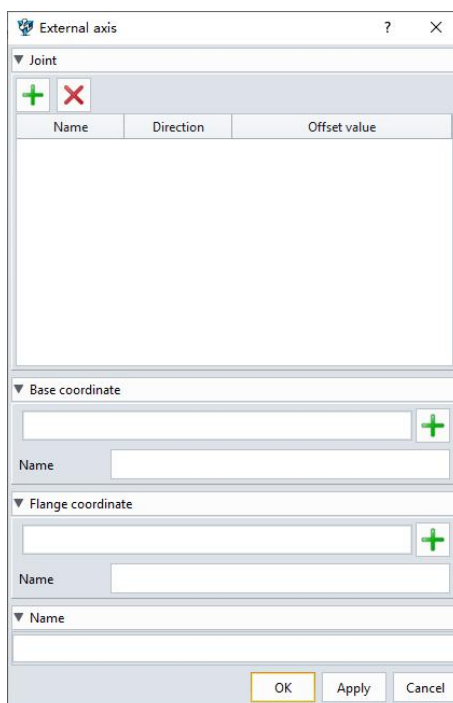 External axis
Joint
Name Direction Offset value
Base coordinate
Name
Flange coordinate
Name
Name
OK Apply Cancel